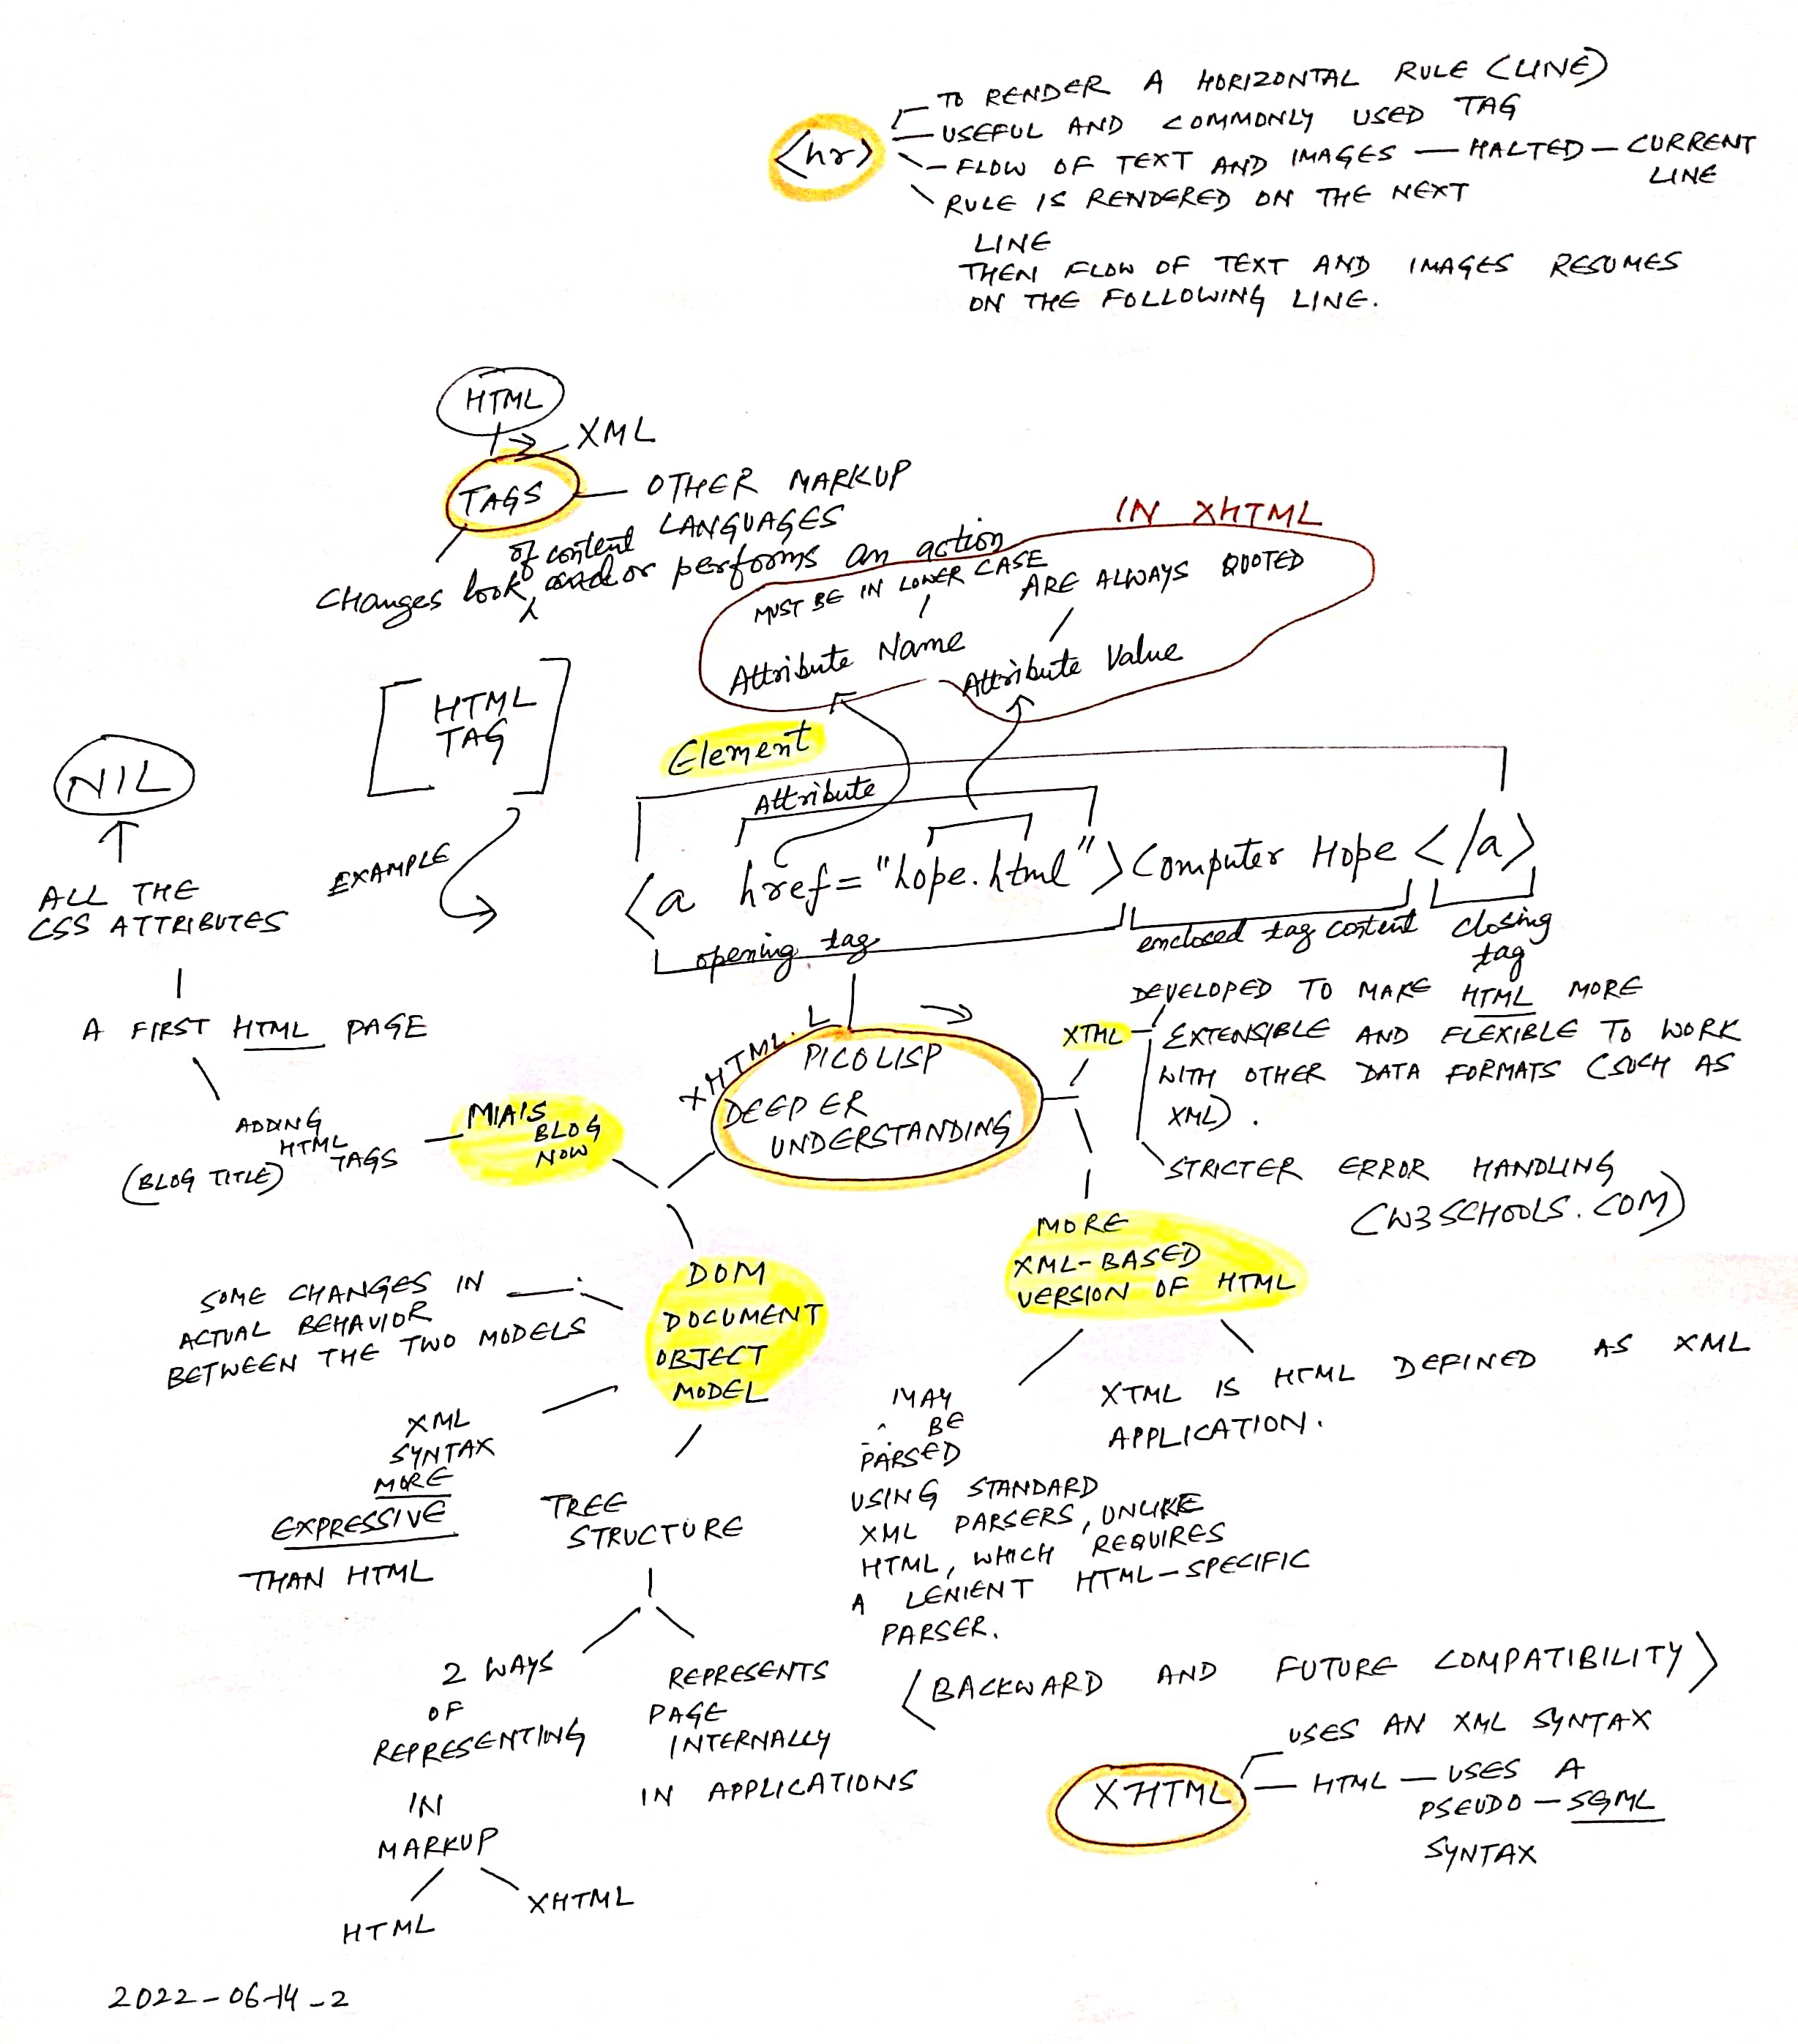 <hr>
TO RENDER A HORIZONTAL RULE (LINE)
USEFUL AND COMMONLY USED TAG
FLOW OF TEXT AND IMAGES — HALTED — CURRENT
LINE
RULE IS RENDERED ON THE NEXT
LINE
THEN FLOW OF TEXT AND IMAGES RESUMES
ON THE FOLLOWING LINE.
HTML
XML
TAGS — OTHER MARKUP
LANGUAGES
of content
Changes look and or performs an action
IN XHTML
MUST BE IN LOWER CASE
ARE ALWAYS QUOTED
Attribute Name
Attribute Value
HTML
TAG
EXAMPLE
Element
Attribute
<a href="hope.html">Computer Hope</a>
opening tag
enclosed tag content
closing
tag
NIL
ALL THE
CSS ATTRIBUTES
A FIRST HTML PAGE
ADDING
HTML
TAGS
(BLOG TITLE)
MIAIS
BLOG
NOW
XHTML.L
PICOLISP
DEEPER
UNDERSTANDING
XTML
DEVELOPED TO MAKE HTML MORE
EXTENSIBLE AND FLEXIBLE TO WORK
WITH OTHER DATA FORMATS (SUCH AS
XML).
STRICTER ERROR HANDLING
(W3SCHOOLS.COM)
MORE
XML-BASED
VERSION OF HTML
DOM
DOCUMENT
OBJECT
MODEL
SOME CHANGES IN
ACTUAL BEHAVIOR
BETWEEN THE TWO MODELS
XML
SYNTAX
MORE
EXPRESSIVE
THAN HTML
TREE
STRUCTURE
2 WAYS
OF
REPRESENTING
IN
MARKUP
HTML
XHTML
REPRESENTS
PAGE
INTERNALLY
IN APPLICATIONS
MAY
BE
PARSED
USING STANDARD
XML PARSERS, UNLIKE
HTML, WHICH REQUIRES
A LENIENT HTML-SPECIFIC
PARSER.
XTML IS HTML DEFINED AS XML
APPLICATION.
(BACKWARD AND FUTURE COMPATIBILITY)
XHTML
USES AN XML SYNTAX
HTML — USES A
PSEUDO-SGML
SYNTAX
2022-06-14-2